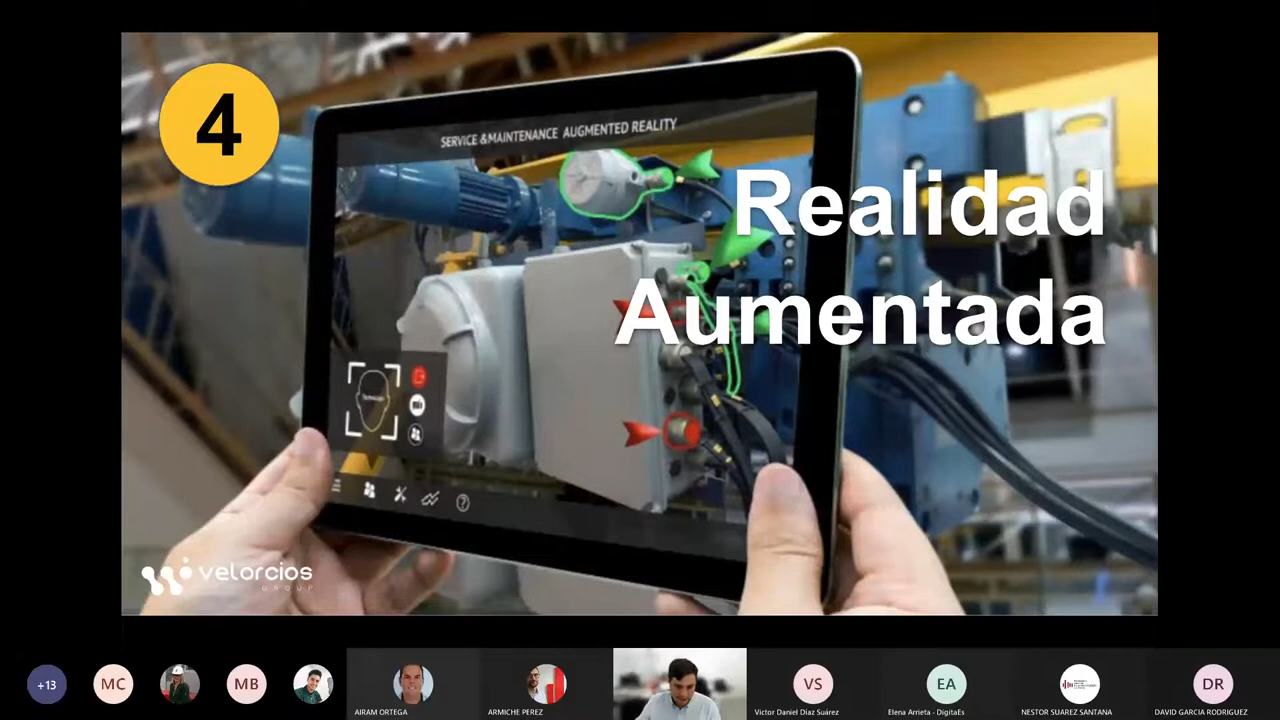 4
SERVICE &MAINTENANCE AUGMENTED REALITY
Realidad
Aumentada
velorcios
GROUP
+13
MC
MB
AIRAM ORTEGA
ARMICHE PEREZ
VS
Victor Daniel Díaz Suárez
EA
Elena Arrieta - DigitalEs
NESTOR SUAREZ SANTANA
DR
DAVID GARCIA RODRIGUEZ